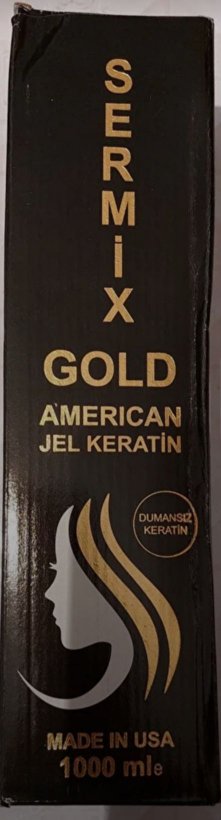 SERMİX
GOLD
AMERICAN
JEL KERATİN
DUMANSIZ
KERATİN
MADE IN USA
1000 mle